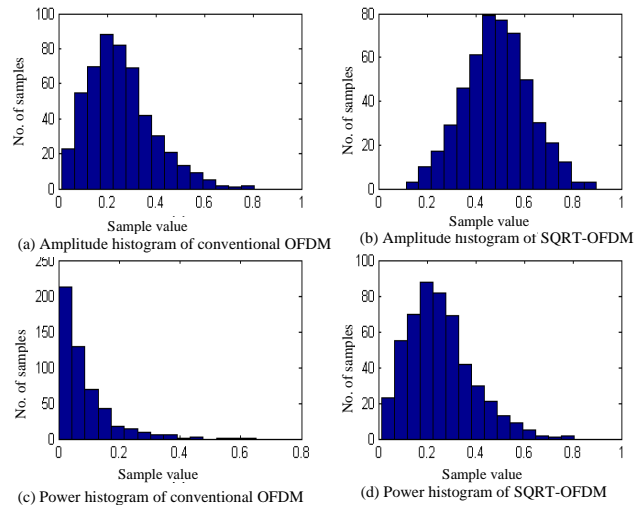 100
80
60
40
20
0
No. of samples
0 0.2 0.4 0.6 0.8 1
Sample value
(a) Amplitude histogram of conventional OFDM
80
60
40
20
0
No. of samples
0 0.2 0.4 0.6 0.8 1
Sample value
(b) Amplitude histogram of SQRT-OFDM
250
200
150
100
50
0
No. of samples
0 0.2 0.4 0.6 0.8
Sample value
(c) Power histogram of conventional OFDM
100
80
60
40
20
0
No. of samples
0 0.2 0.4 0.6 0.8 1
Sample value
(d) Power histogram of SQRT-OFDM